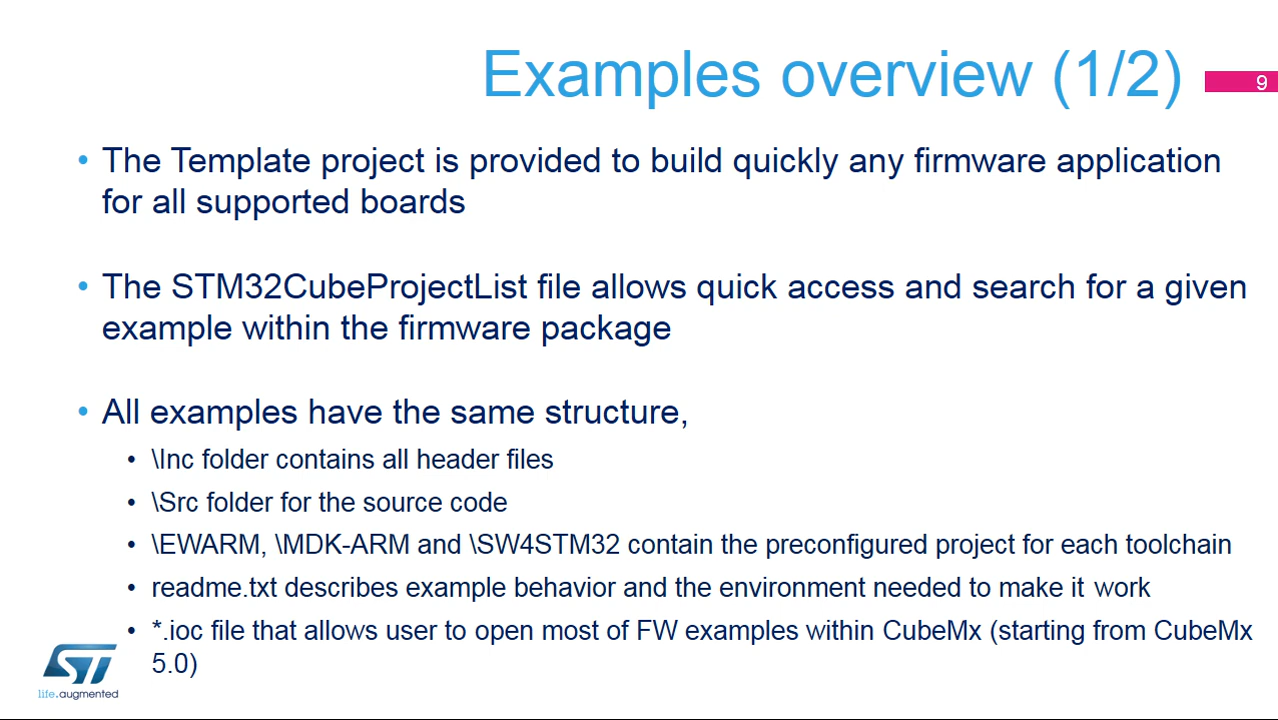 Examples overview (1/2)
9
• The Template project is provided to build quickly any firmware application
for all supported boards
• The STM32CubeProjectList file allows quick access and search for a given
example within the firmware package
• All examples have the same structure,
• \Inc folder contains all header files
• \Src folder for the source code
• \EWARM, \MDK-ARM and \SW4STM32 contain the preconfigured project for each toolchain
• readme.txt describes example behavior and the environment needed to make it work
• *.ioc file that allows user to open most of FW examples within CubeMx (starting from CubeMx
5.0)
ST
life.augmented